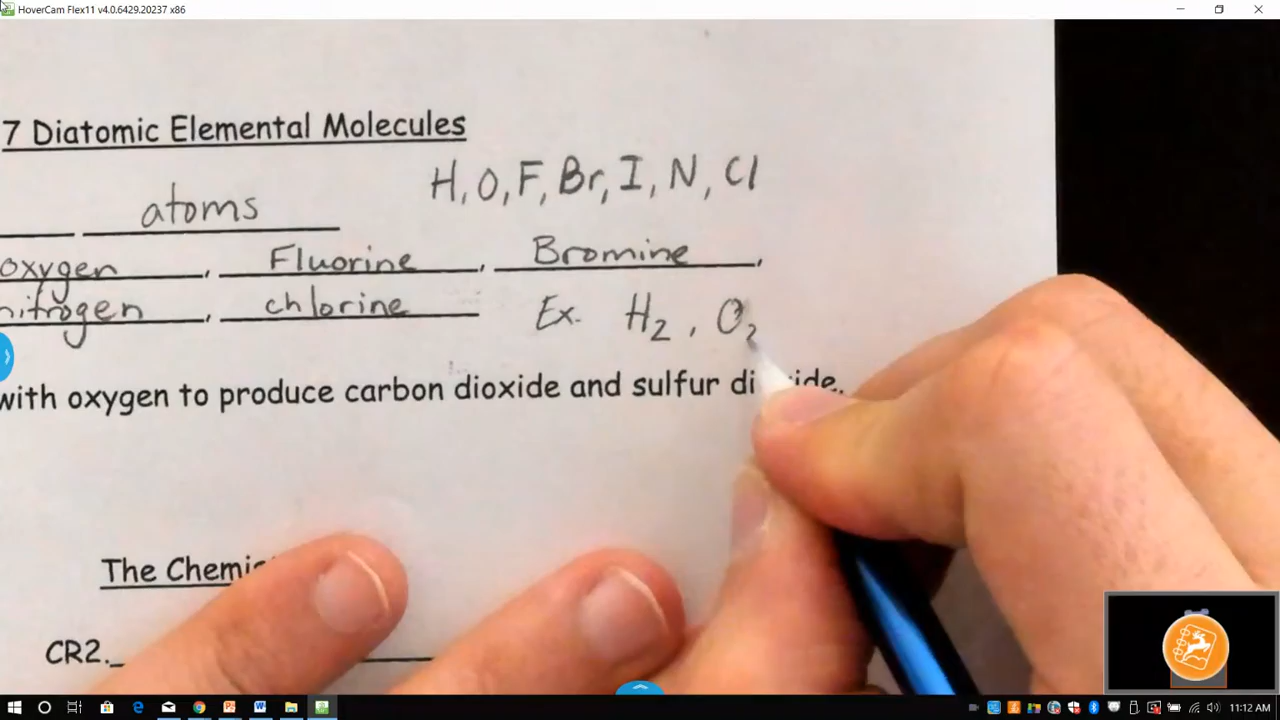 HoverCam Flex11 v4.0.6429.20237 x86
7 Diatomic Elemental Molecules
H, O, F, Br, I, N, Cl
atoms
oxygen, Fluorine, Bromine,
nitrogen, chlorine Ex. H₂, O₂
with oxygen to produce carbon dioxide and sulfur di ide.
The Chemi
CR2.
11:12 AM